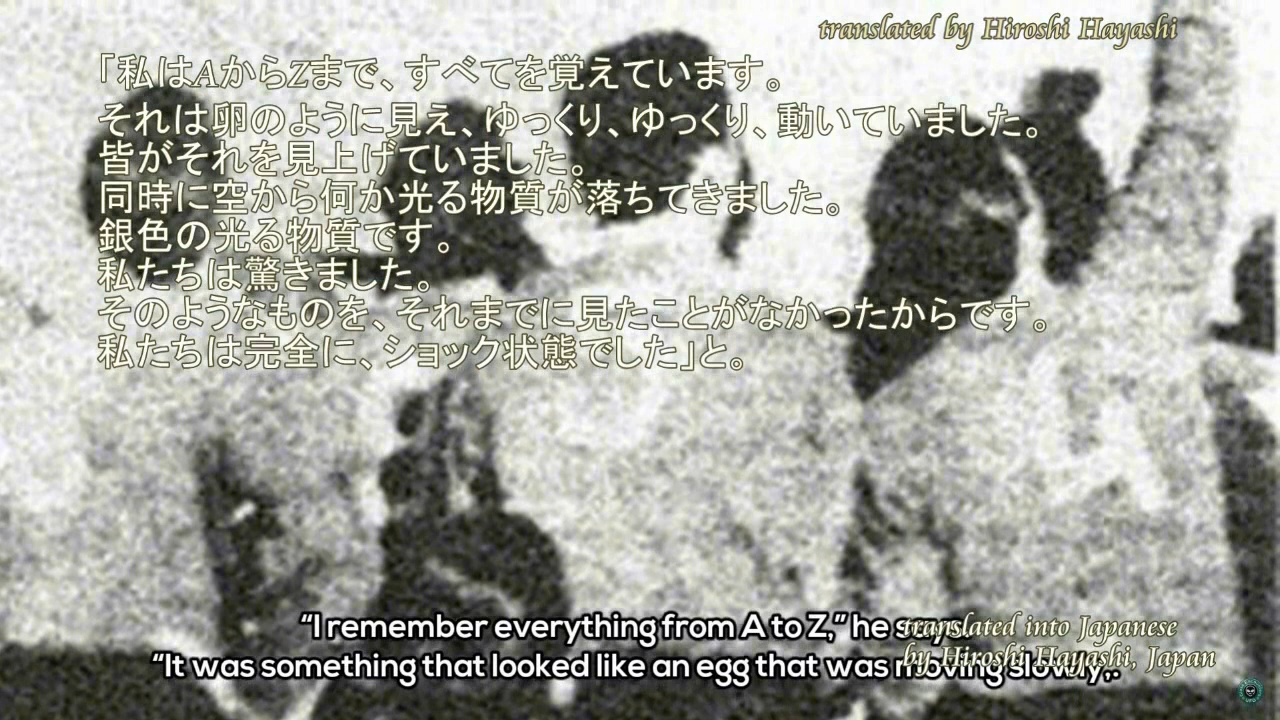 translated by Hiroshi Hayashi
「私はAからZまで、すべてを覚えています。
それは卵のように見え、ゆっくり、ゆっくり、動いていました。
皆がそれを見上げていました。
同時に空から何か光る物質が落ちてきました。
銀色の光る物質です。
私たちは驚きました。
そのようなものを、それまでに見たことがなかったからです。
私たちは完全に、ショック状態でした」と。
“I remember everything from A to Z,” he says.
“It was something that looked like an egg that was moving slowly,.
translated into Japanese
by Hiroshi Hayashi, Japan